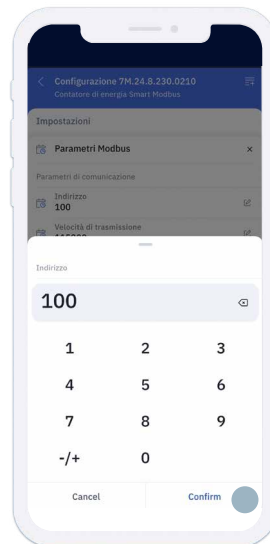 Configurazione 7M.24.8.230.0210
Contatore di energia Smart Modbus
Impostazioni
Parametri Modbus
Parametri di comunicazione
Indirizzo
100
Velocità di trasmissione
115200
Indirizzo
100
1 2 3
4 5 6
7 8 9
-/+ 0
Cancel Confirm